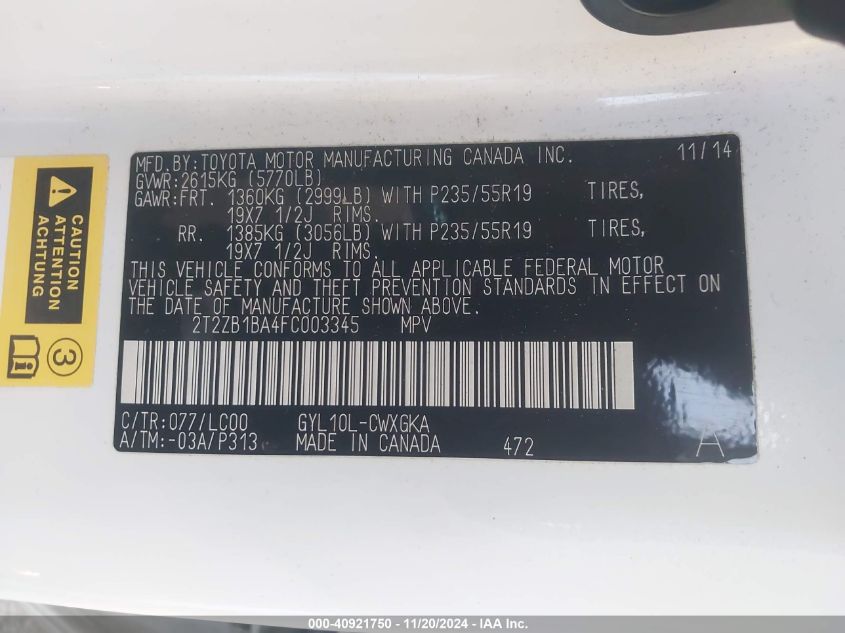 MFD. BY: TOYOTA MOTOR MANUFACTURING CANADA INC. 11/14
GVWR: 2615KG (5770LB)
GAWR: FRT. 1360KG (2999LB) WITH P235/55R19 TIRES,
19X7 1/2J RIMS.
RR. 1385KG (3056LB) WITH P235/55R19 TIRES,
19X7 1/2J RIMS.
THIS VEHICLE CONFORMS TO ALL APPLICABLE FEDERAL MOTOR
VEHICLE SAFETY AND THEFT PREVENTION STANDARDS IN EFFECT ON
THE DATE OF MANUFACTURE SHOWN ABOVE.
2T2ZB1BA4FC003345 MPV
C/TR: 077/LC00 GYL10L-CWXGKA
A/TM: -03A/P313 MADE IN CANADA 472 A
CAUTION
ACHTUNG
3
000-40921750 - 11/20/2024 - IAA Inc.